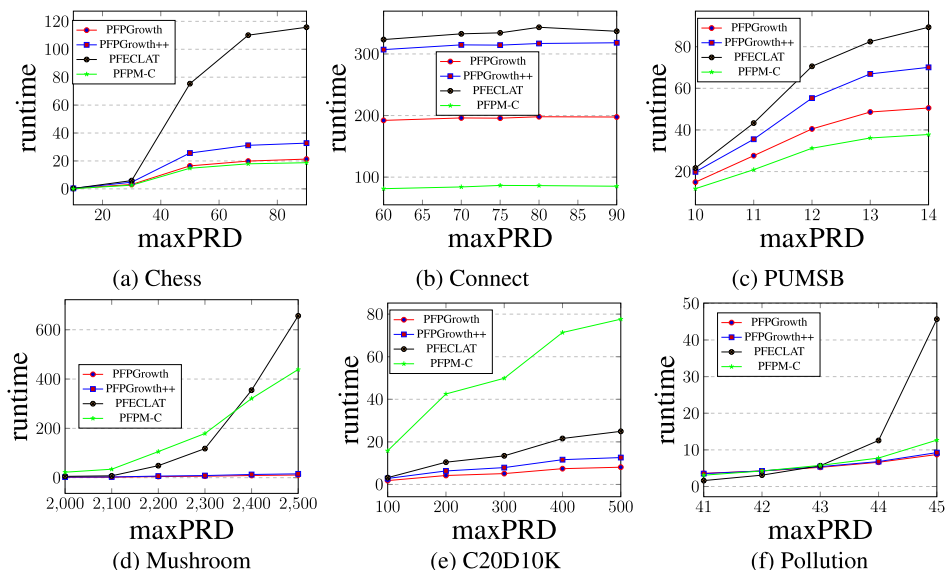 120
100
80
60
40
20
0
runtime
PFPGrowth
PFPGrowth++
PFECLAT
PFPM-C
20 40 60 80
maxPRD
(a) Chess
300
200
100
runtime
PFPGrowth
PFPGrowth++
PFECLAT
PFPM-C
60 65 70 75 80 85 90
maxPRD
(b) Connect
80
60
40
20
runtime
PFPGrowth
PFPGrowth++
PFECLAT
PFPM-C
10 11 12 13 14
maxPRD
(c) PUMSB
600
400
200
0
runtime
PFPGrowth
PFPGrowth++
PFECLAT
PFPM-C
2,000 2,100 2,200 2,300 2,400 2,500
maxPRD
(d) Mushroom
80
60
40
20
0
runtime
PFPGrowth
PFPGrowth++
PFECLAT
PFPM-C
100 200 300 400 500
maxPRD
(e) C20D10K
50
40
30
20
10
0
runtime
PFPGrowth
PFPGrowth++
PFECLAT
PFPM-C
41 42 43 44 45
maxPRD
(f) Pollution